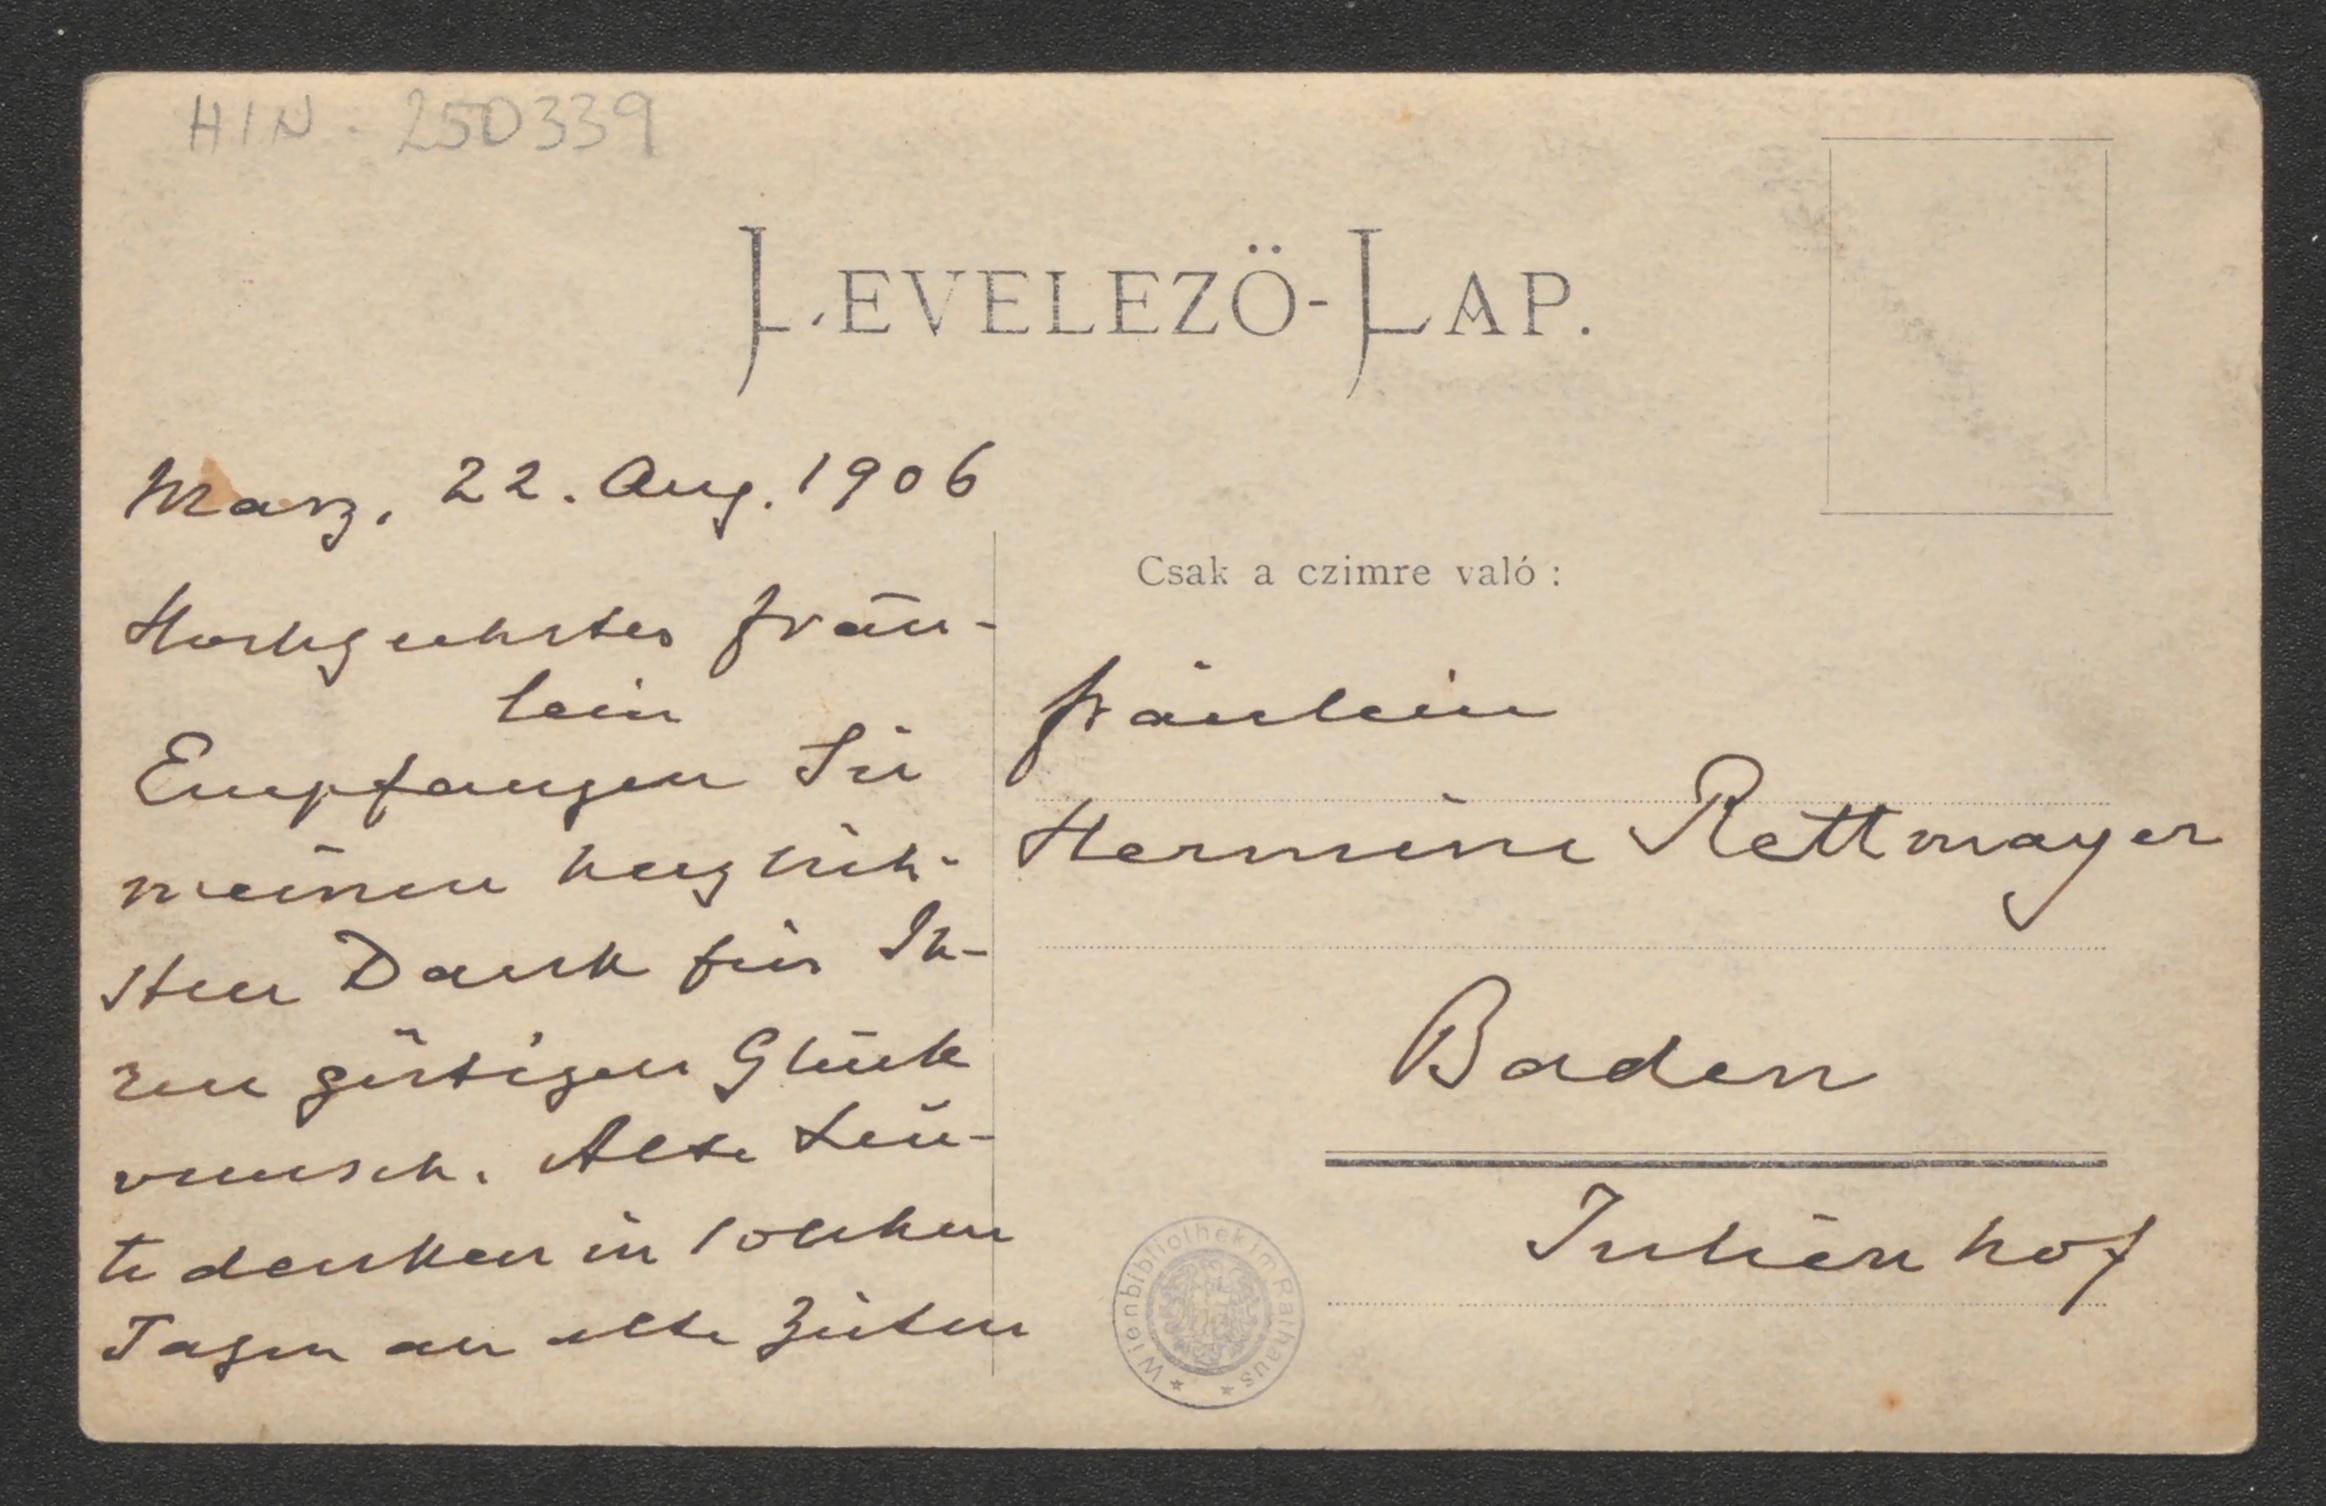 HIN-250339
LEVELEZÖ-LAP.
Marz, 22. Aug. 1906
Hochgeehrtes Fräu-
lein
Empfangen Sie
meinen herzlich-
sten Dank für Ih-
ren gütigen Glück
wunsch. Alte Leu-
te denken in solchen
Tagen an alte Zeiten
Csak a czimre való:
Fräulein
Hermine Rettmayer
Baden
Julienhof
Wienbibliothek im Rathaus